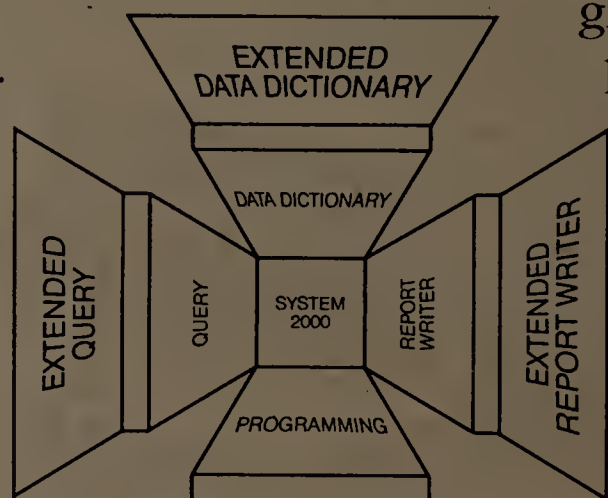 EXTENDED
DATA DICTIONARY
DATA DICTIONARY
EXTENDED
QUERY
QUERY
SYSTEM
2000
REPORT
WRITER
EXTENDED
REPORT WRITER
PROGRAMMING
g